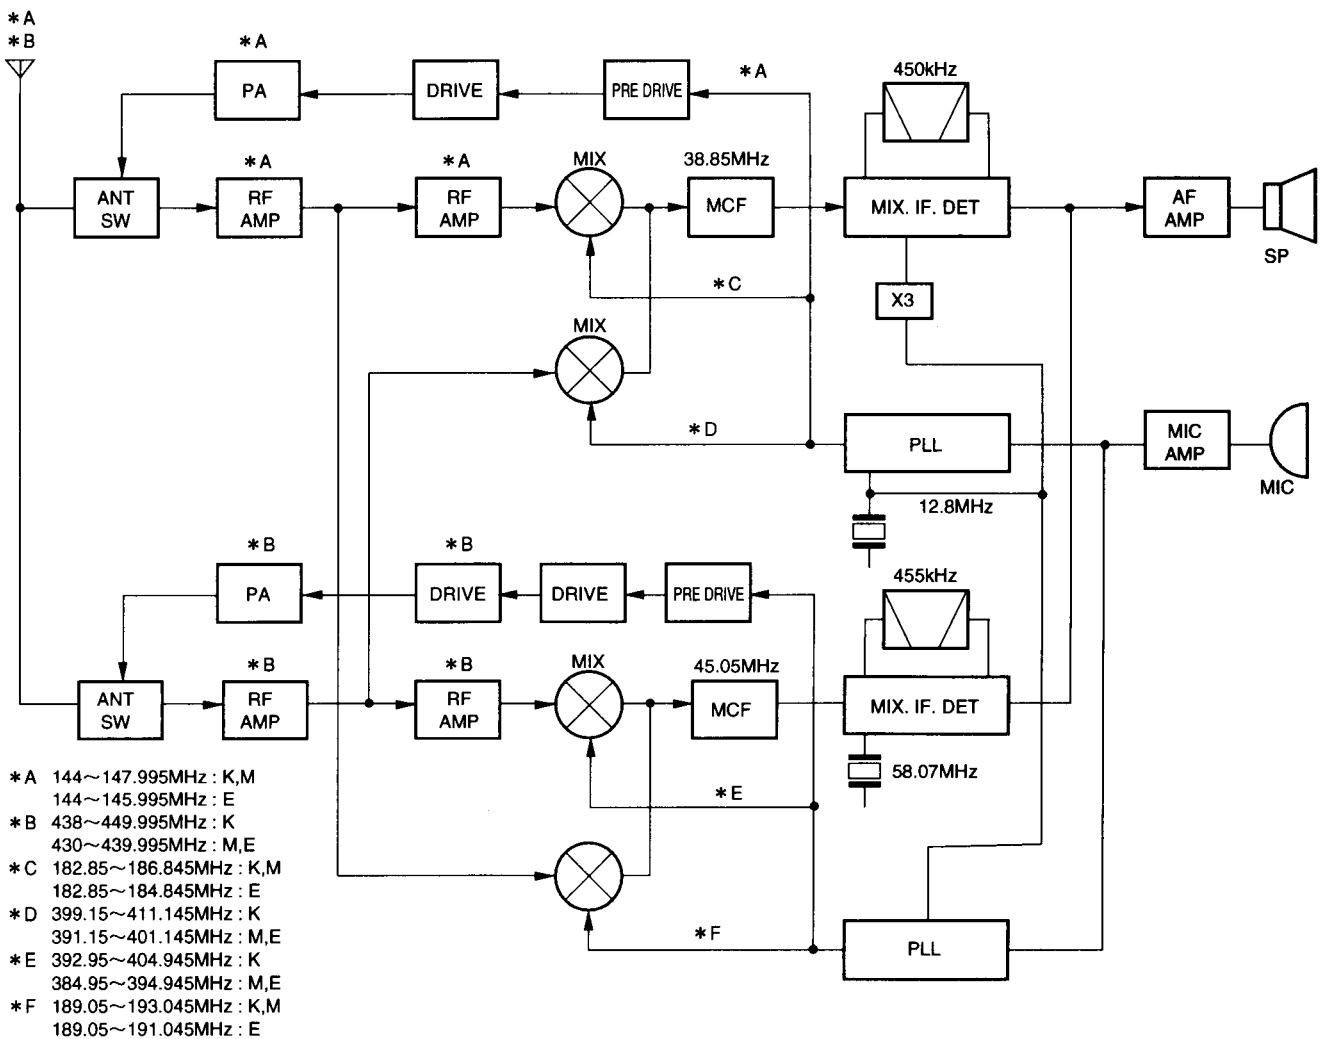 *A
*B
*A
PA
DRIVE
PRE DRIVE
*A
450kHz
ANT
SW
*A
RF
AMP
*A
RF
AMP
MIX
38.85MHz
MCF
MIX. IF. DET
AF
AMP
SP
*C
X3
MIX
*D
PLL
12.8MHz
MIC
AMP
MIC
*B
PA
*B
DRIVE
DRIVE
PRE DRIVE
455kHz
ANT
SW
*B
RF
AMP
*B
RF
AMP
MIX
45.05MHz
MCF
MIX. IF. DET
58.07MHz
*E
*F
PLL
*A 144~147.995MHz : K,M
144~145.995MHz : E
*B 438~449.995MHz : K
430~439.995MHz : M,E
*C 182.85~186.845MHz : K,M
182.85~184.845MHz : E
*D 399.15~411.145MHz : K
391.15~401.145MHz : M,E
*E 392.95~404.945MHz : K
384.95~394.945MHz : M,E
*F 189.05~193.045MHz : K,M
189.05~191.045MHz : E